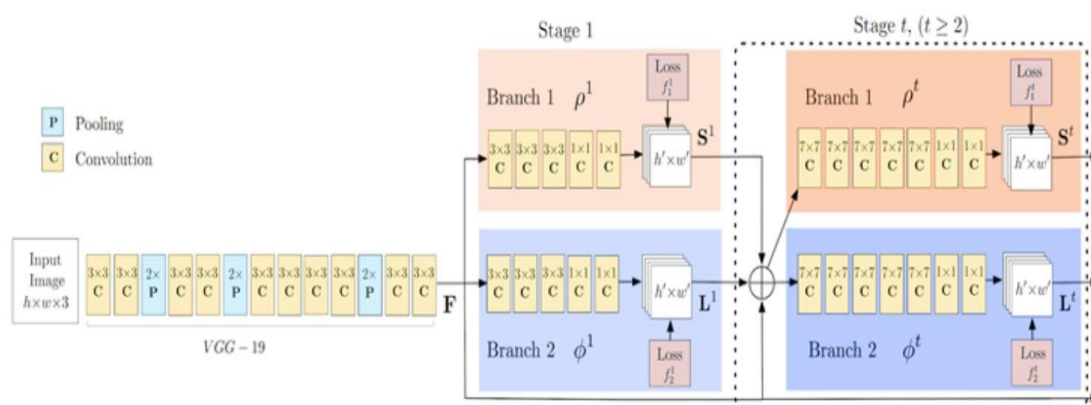 Stage 1
Stage t, (t ≥ 2)
P Pooling
C Convolution
Input
Image
h×w×3
3×3 C 3×3 C 2× P 3×3 C 3×3 C 2× P 3×3 C 3×3 C 3×3 C 3×3 C 2× P 3×3 C 3×3 C
VGG – 19
F
Branch 1 ρ¹
Loss
f₁¹
3×3 C 3×3 C 3×3 C 1×1 C 1×1 C
h′×w′
S¹
3×3 C 3×3 C 3×3 C 1×1 C 1×1 C
h′×w′
L¹
Branch 2 ϕ¹
Loss
f₂¹
Branch 1 ρᵗ
Loss
f₁ᵗ
7×7 C 7×7 C 7×7 C 7×7 C 7×7 C 1×1 C 1×1 C
h′×w′
Sᵗ
7×7 C 7×7 C 7×7 C 7×7 C 7×7 C 1×1 C 1×1 C
h′×w′
Lᵗ
Branch 2 ϕᵗ
Loss
f₂ᵗ